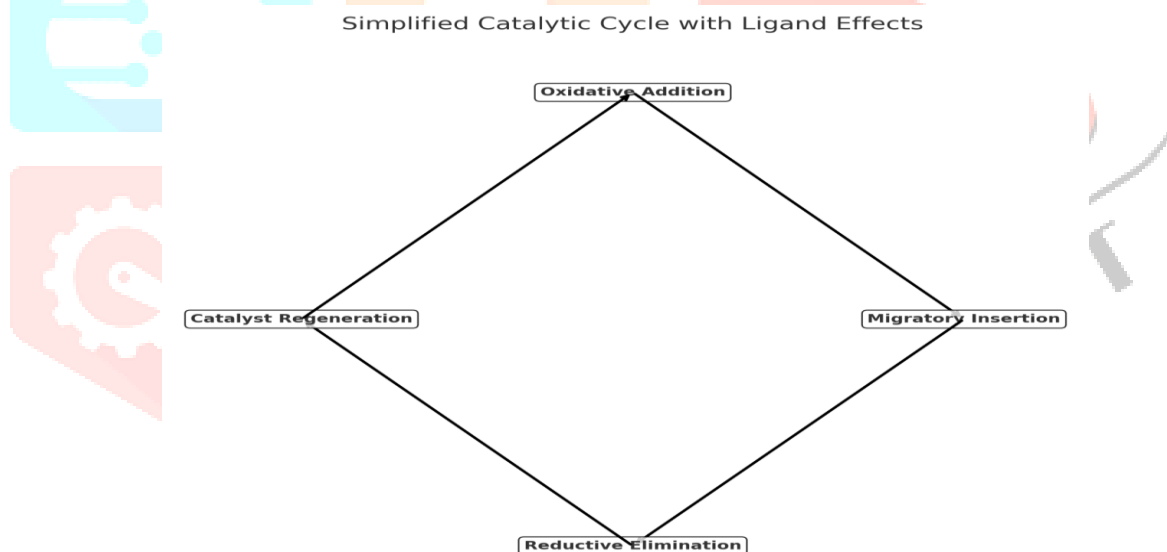 Simplified Catalytic Cycle with Ligand Effects
Oxidative Addition
Catalyst Regeneration
Migratory Insertion
Reductive Elimination